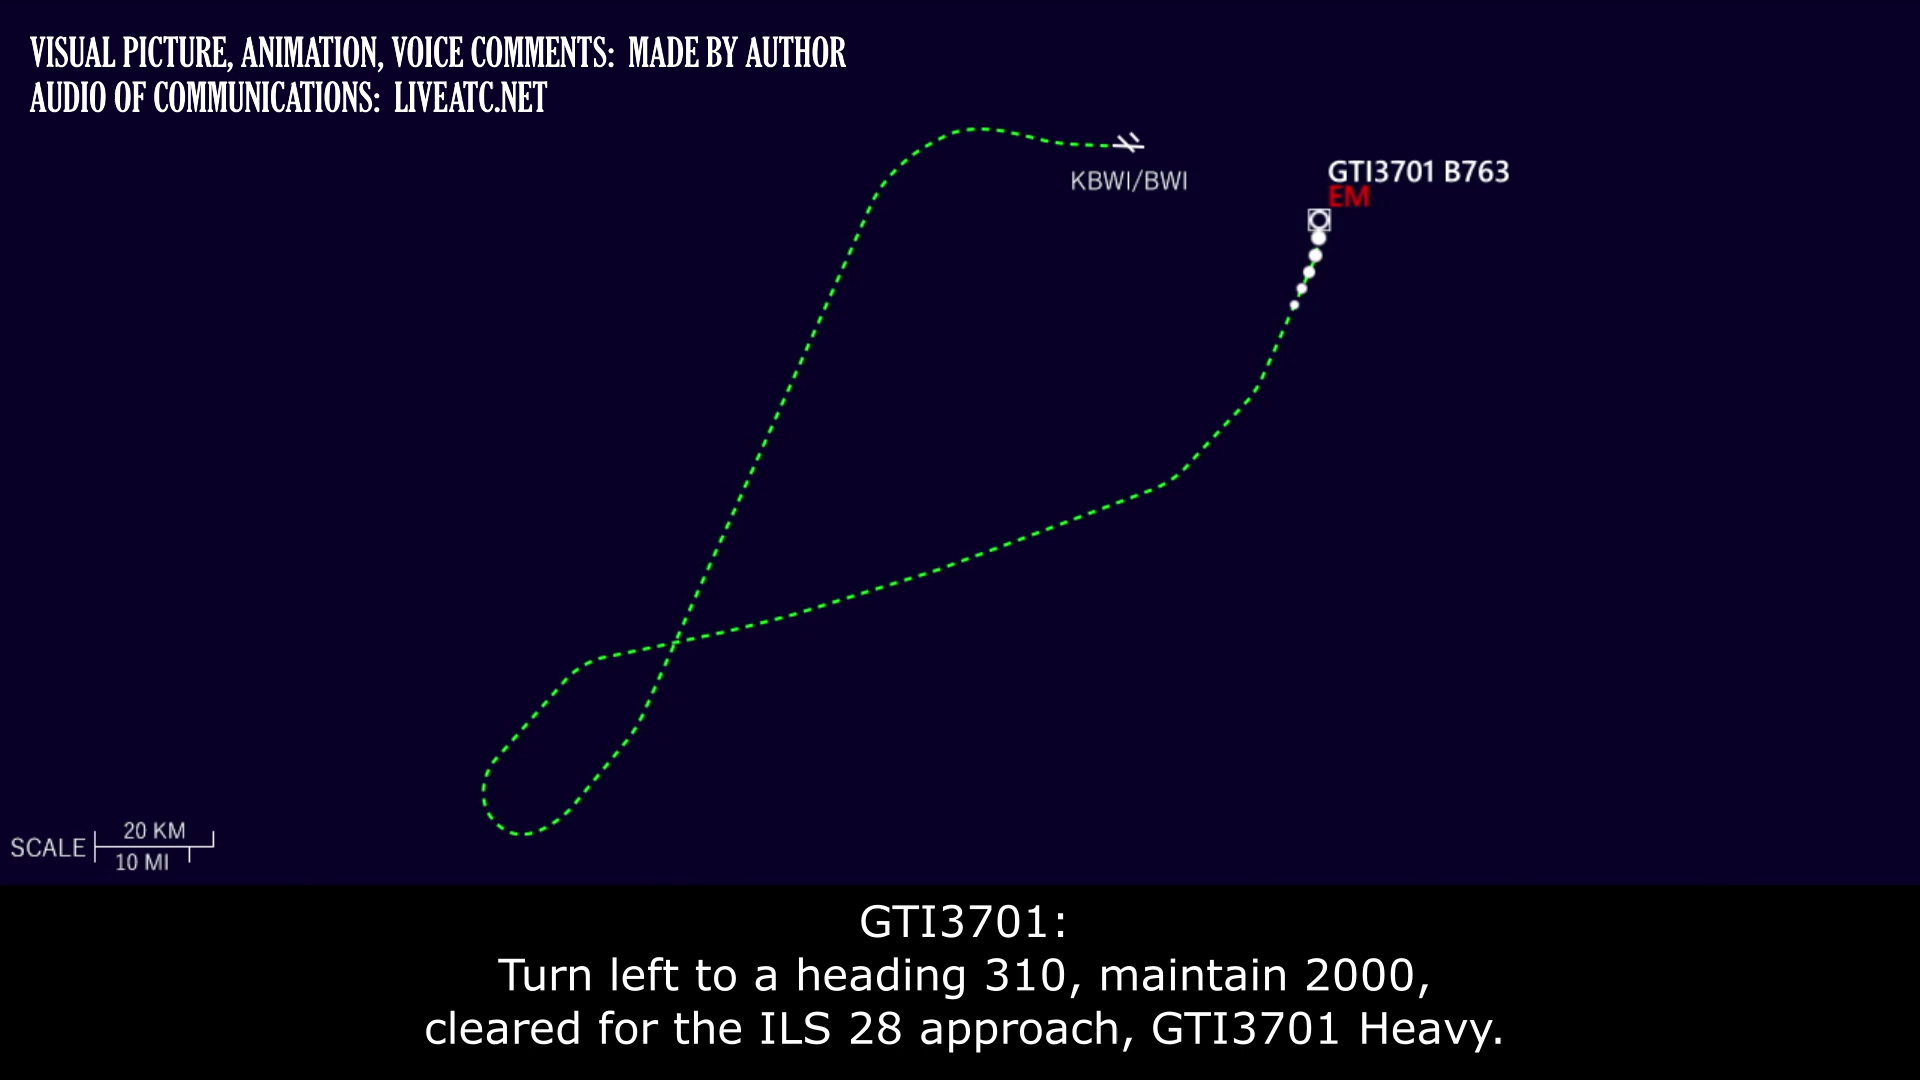 VISUAL PICTURE, ANIMATION, VOICE COMMENTS: MADE BY AUTHOR
AUDIO OF COMMUNICATIONS: LIVEATC.NET
KBWI/BWI
GTI3701 B763
EM
SCALE
20 KM
10 MI
GTI3701:
Turn left to a heading 310, maintain 2000,
cleared for the ILS 28 approach, GTI3701 Heavy.